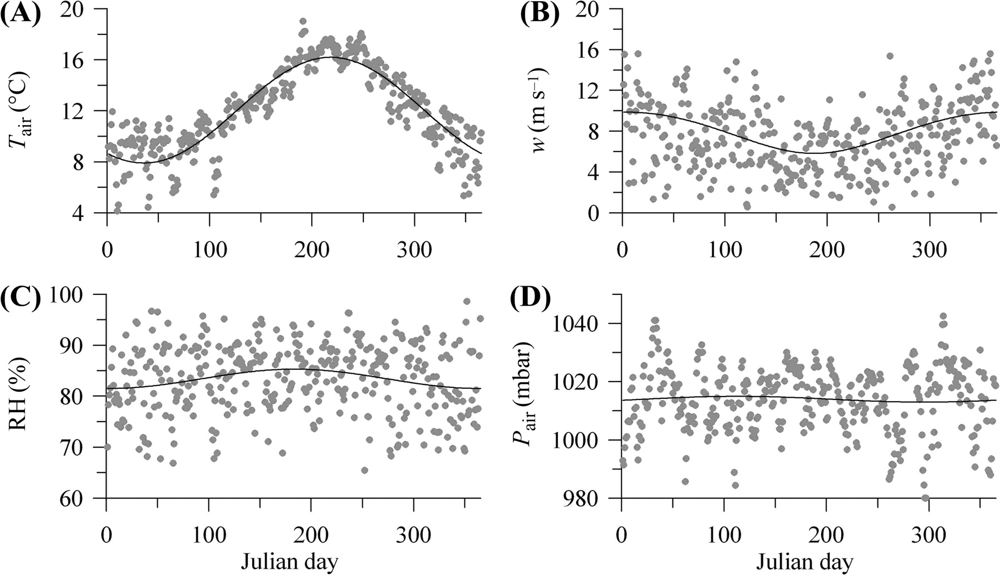 (A)
20
16
12
8
4
T air (°C)
0 100 200 300
(B)
20
16
12
8
4
0
w (m s⁻¹)
0 100 200 300
(C)
100
90
80
70
60
RH (%)
0 100 200 300
Julian day
(D)
1040
1020
1000
980
P air (mbar)
0 100 200 300
Julian day